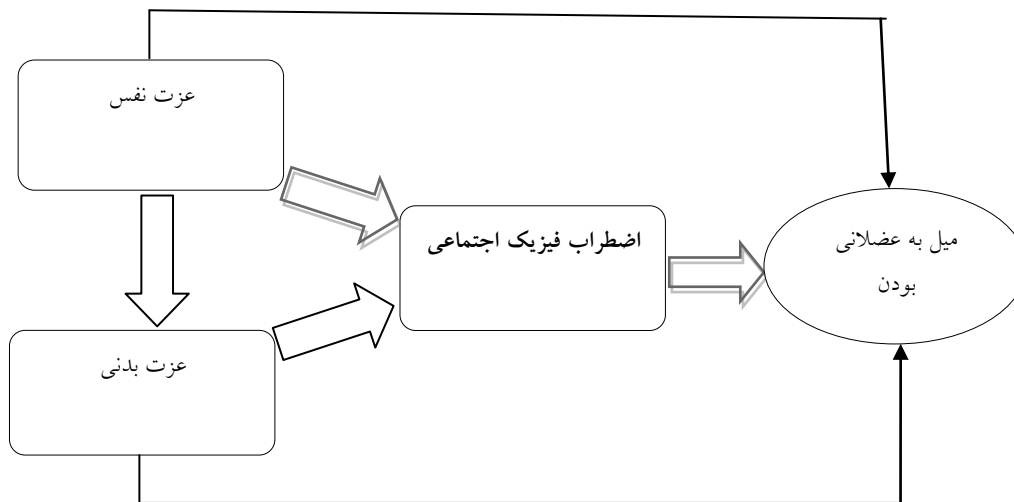 عزت نفس
اضطراب فیزیک اجتماعی
میل به عضلانی
بودن
عزت بدنی